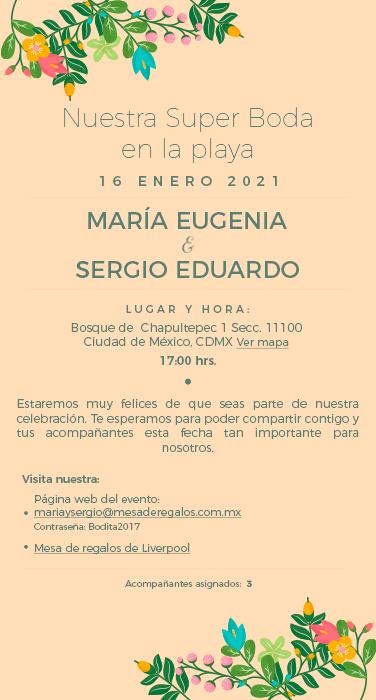 Nuestra Super Boda
en la playa
16 ENERO 2021
MARÍA EUGENIA
&
SERGIO EDUARDO
LUGAR Y HORA:
Bosque de Chapultepec 1 Secc. 11100
Ciudad de México, CDMX Ver mapa
17:00 hrs.
Estaremos muy felices de que seas parte de nuestra
celebración. Te esperamos para poder compartir contigo y
tus acompañantes esta fecha tan importante para
nosotros.
Visita nuestra:
Página web del evento:
• mariaysergio@mesaderegalos.com.mx
Contraseña: Bodita2017
• Mesa de regalos de Liverpool
Acompañantes asignados: 3